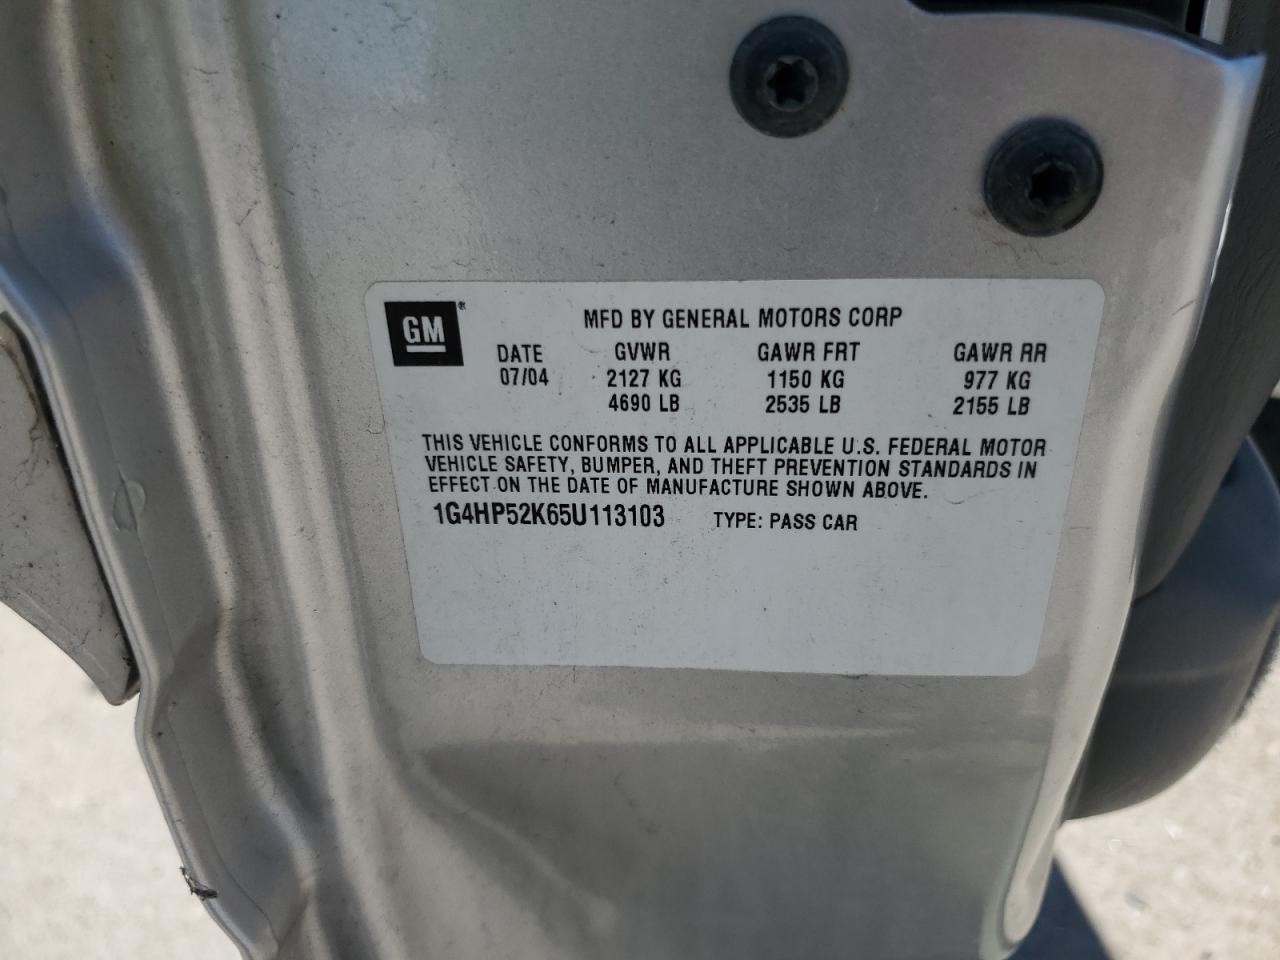 GM®
MFD BY GENERAL MOTORS CORP
DATE GVWR GAWR FRT GAWR RR
07/04 2127 KG 1150 KG 977 KG
4690 LB 2535 LB 2155 LB
THIS VEHICLE CONFORMS TO ALL APPLICABLE U.S. FEDERAL MOTOR
VEHICLE SAFETY, BUMPER, AND THEFT PREVENTION STANDARDS IN
EFFECT ON THE DATE OF MANUFACTURE SHOWN ABOVE.
1G4HP52K65U113103 TYPE: PASS CAR